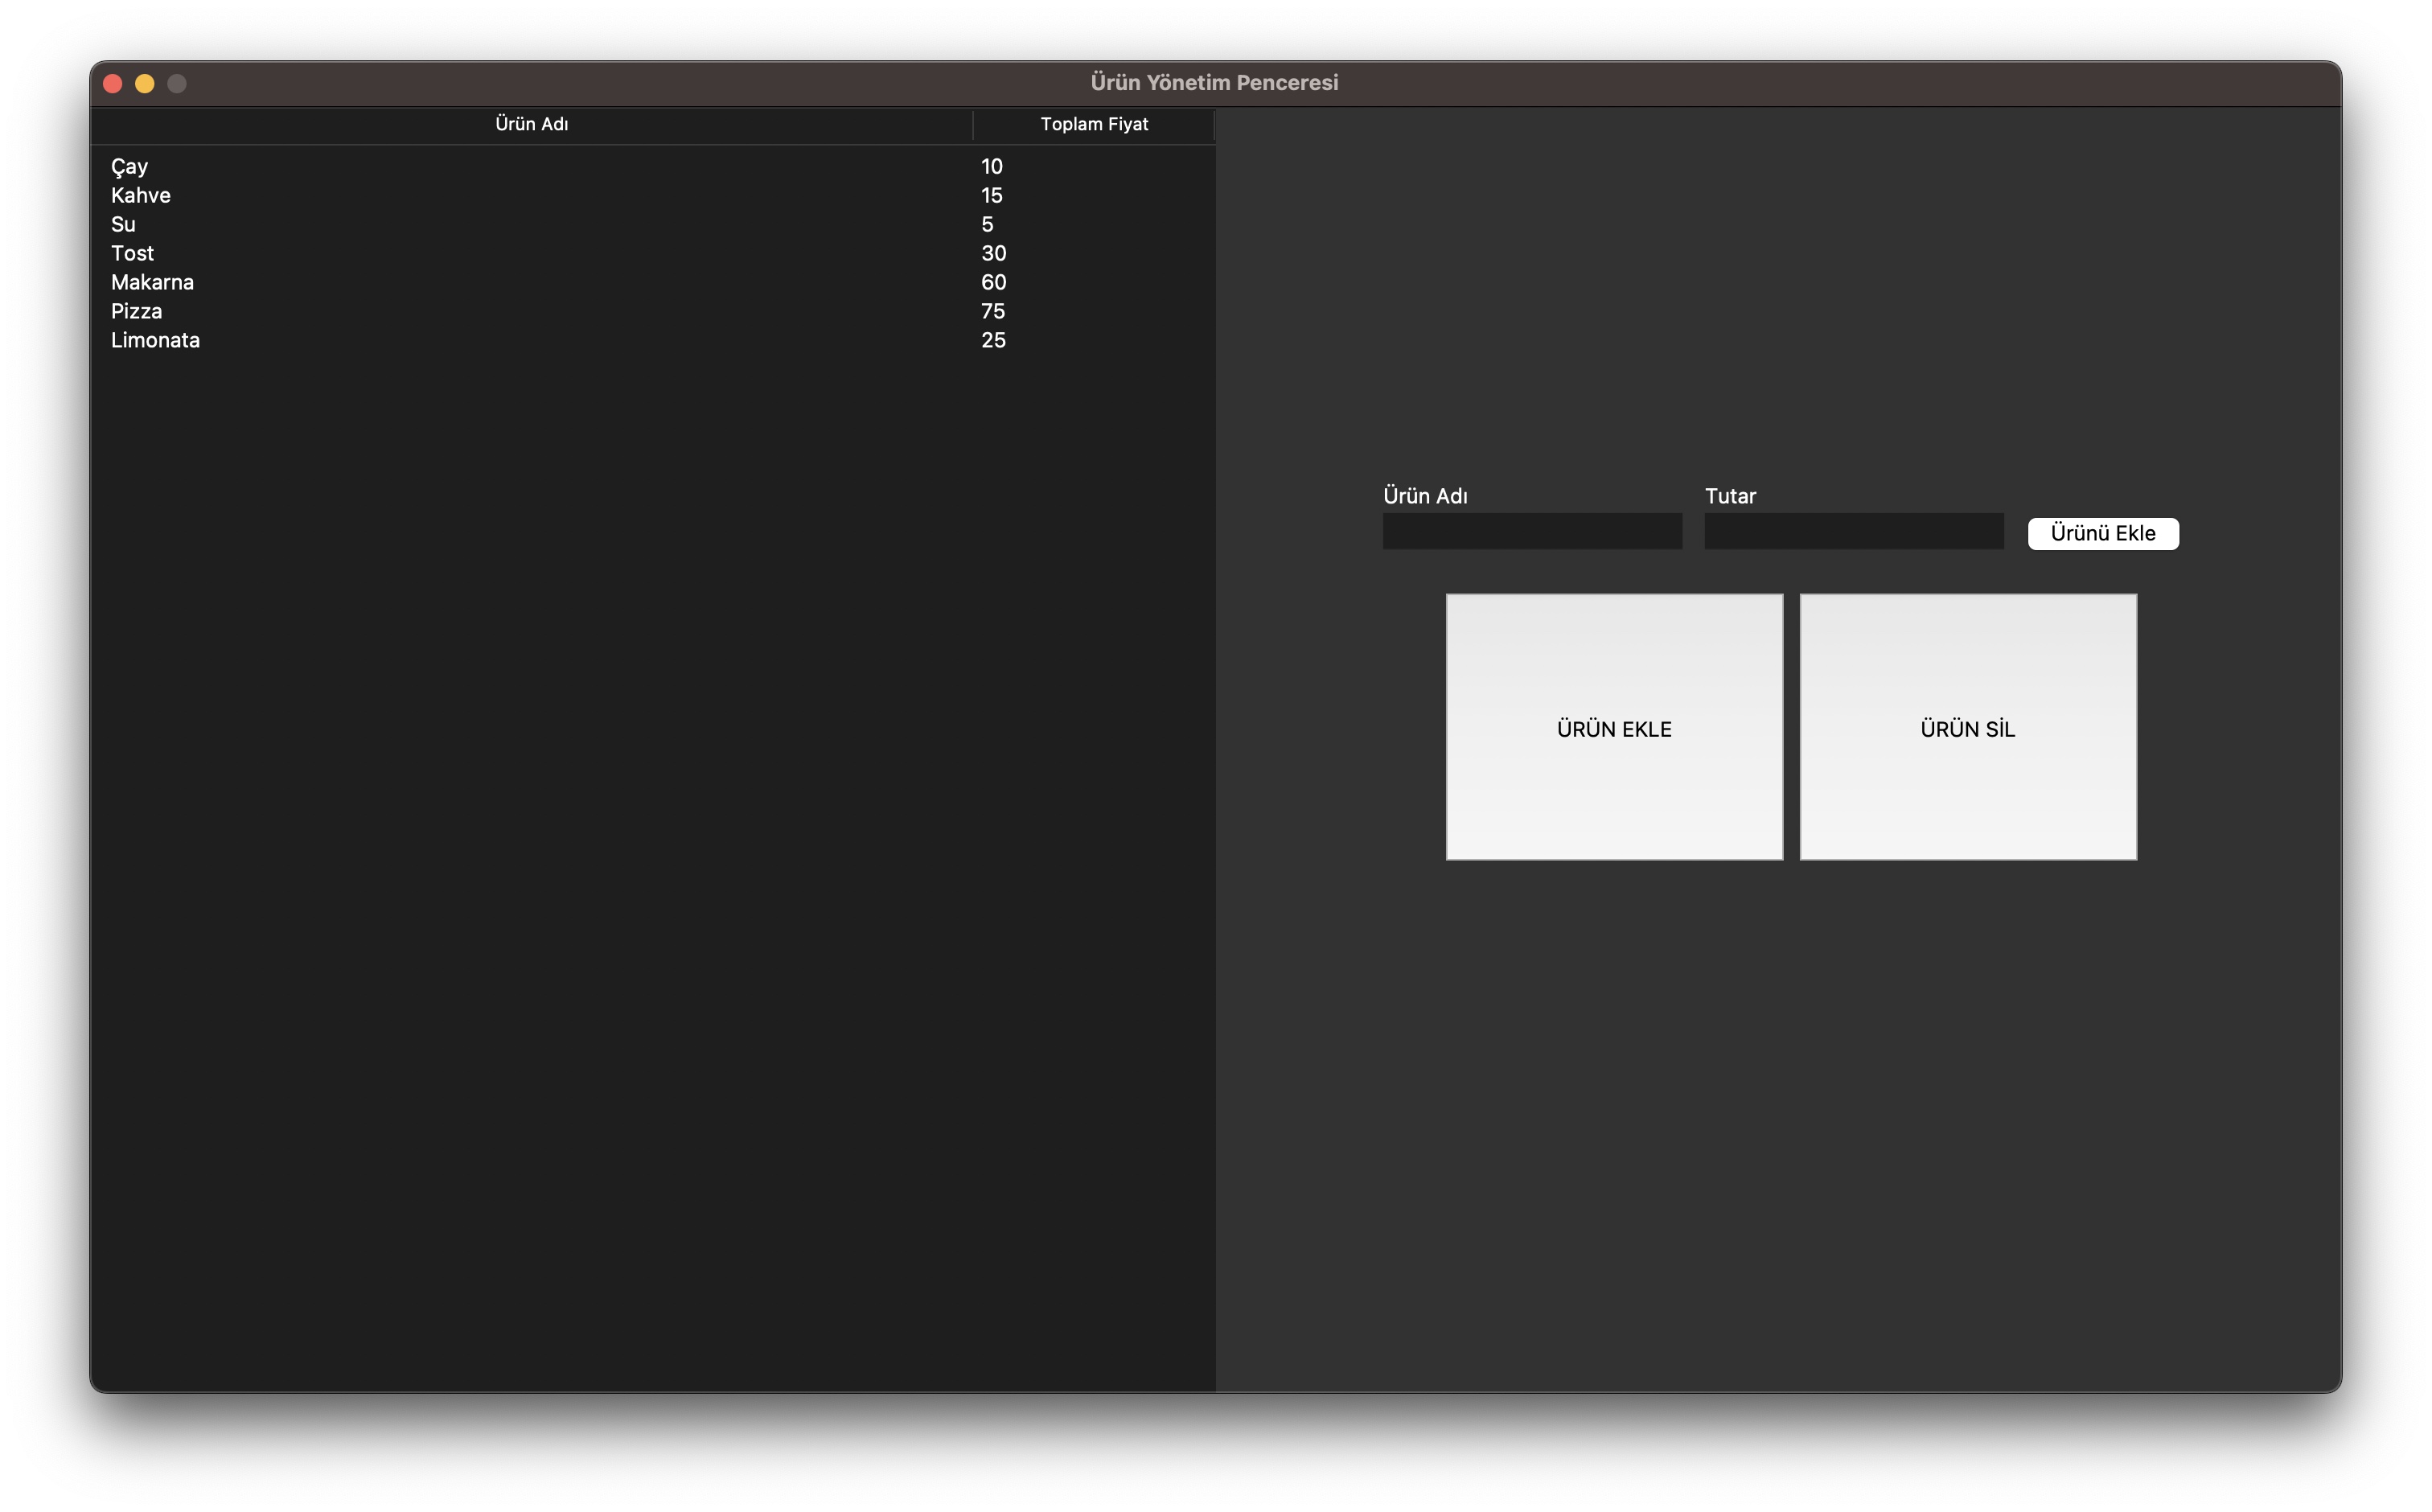 Ürün Yönetim Penceresi
Ürün Adı Toplam Fiyat
Çay 10
Kahve 15
Su 5
Tost 30
Makarna 60
Pizza 75
Limonata 25
Ürün Adı Tutar
Ürünü Ekle
ÜRÜN EKLE ÜRÜN SİL